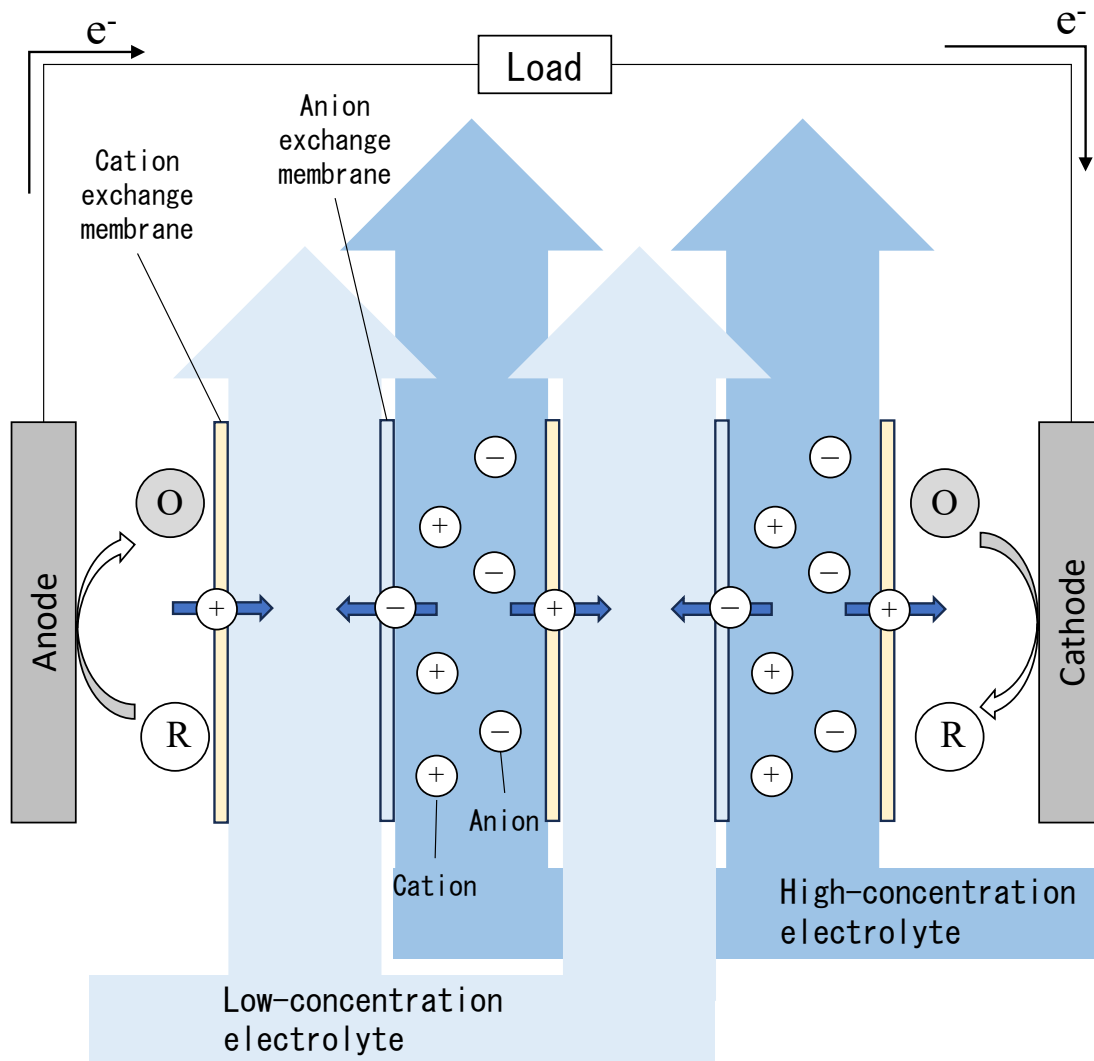 e-
e-
Load
Anion
exchange
membrane
Cation
exchange
membrane
−
−
O
O
+
+
−
−
Anode
Cathode
+
−
+
−
+
+
+
R
−
−
R
+
+
Anion
Cation
High-concentration
electrolyte
Low-concentration
electrolyte